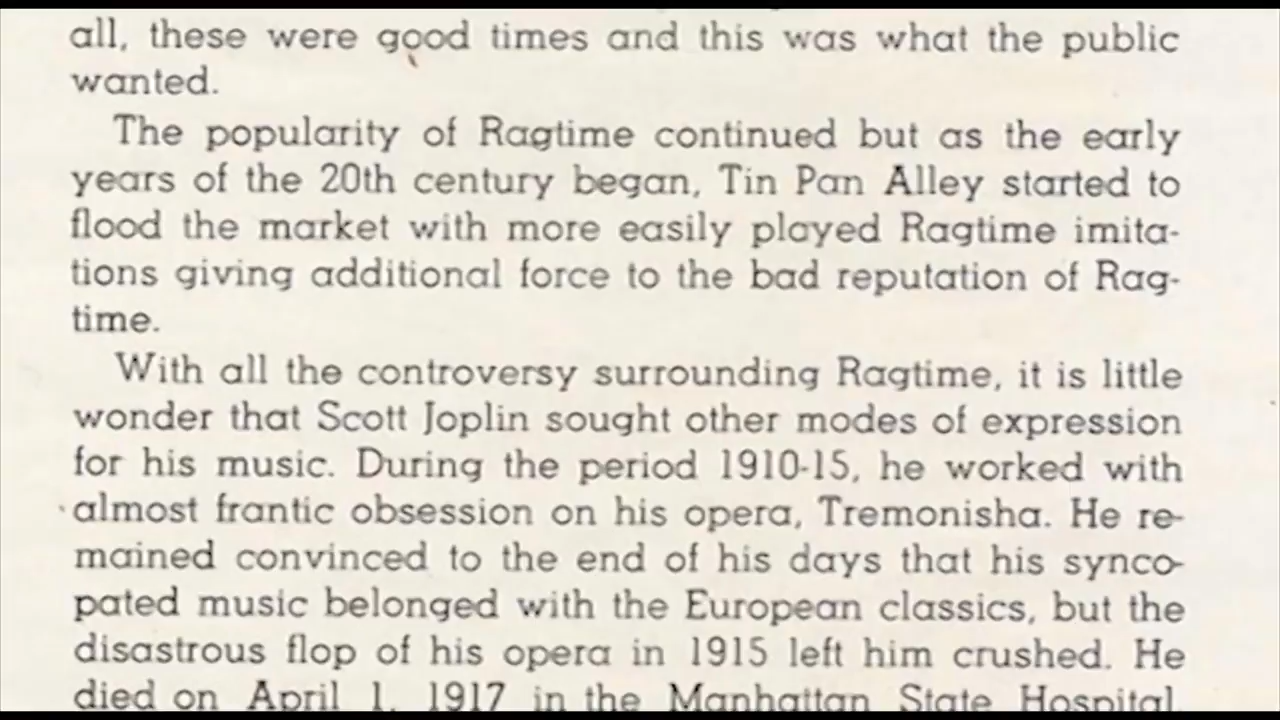 all, these were good times and this was what the public
wanted.
The popularity of Ragtime continued but as the early
years of the 20th century began, Tin Pan Alley started to
flood the market with more easily played Ragtime imita-
tions giving additional force to the bad reputation of Rag-
time.
With all the controversy surrounding Ragtime, it is little
wonder that Scott Joplin sought other modes of expression
for his music. During the period 1910-15, he worked with
almost frantic obsession on his opera, Tremonisha. He re-
mained convinced to the end of his days that his synco-
pated music belonged with the European classics, but the
disastrous flop of his opera in 1915 left him crushed. He
died on April 1, 1917 in the Manhattan State Hospital,